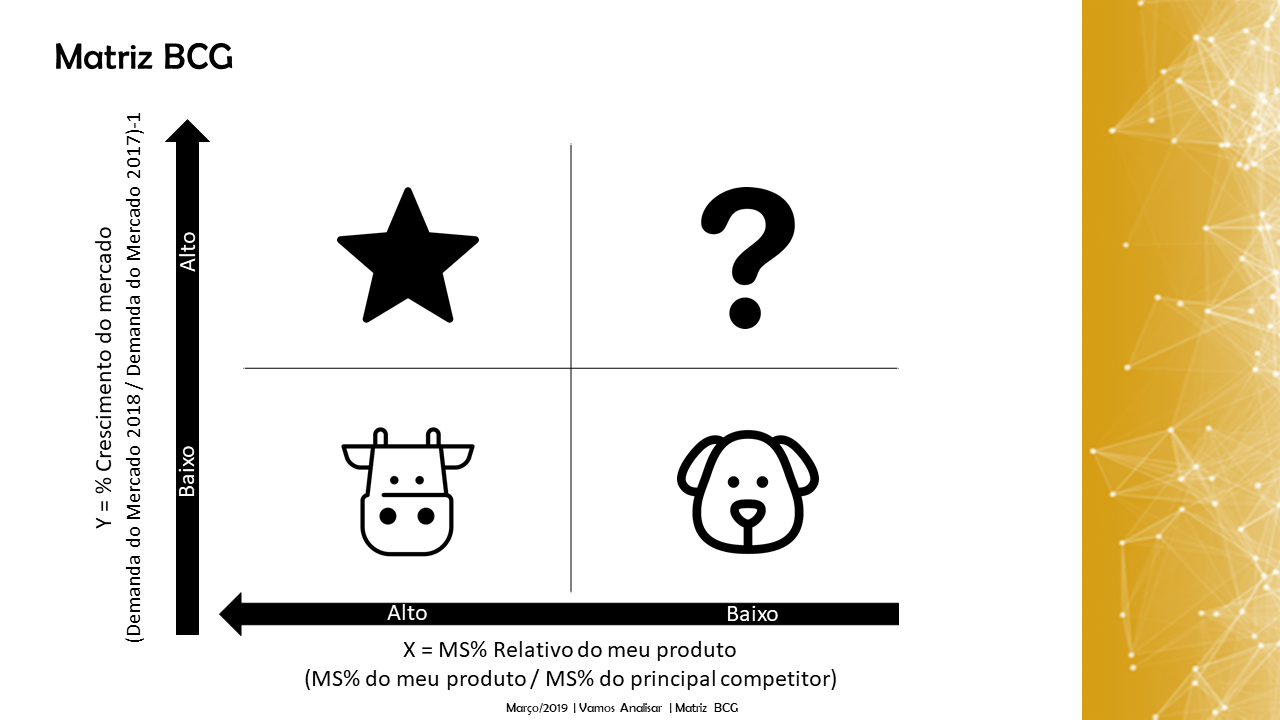 Matriz BCG
Y = % Crescimento do mercado
(Demanda do Mercado 2018 / Demanda do Mercado 2017)-1
Alto
Baixo
?
Alto
Baixo
X = MS% Relativo do meu produto
(MS% do meu produto / MS% do principal competitor)
Março/2019 | Vamos Analisar | Matriz BCG